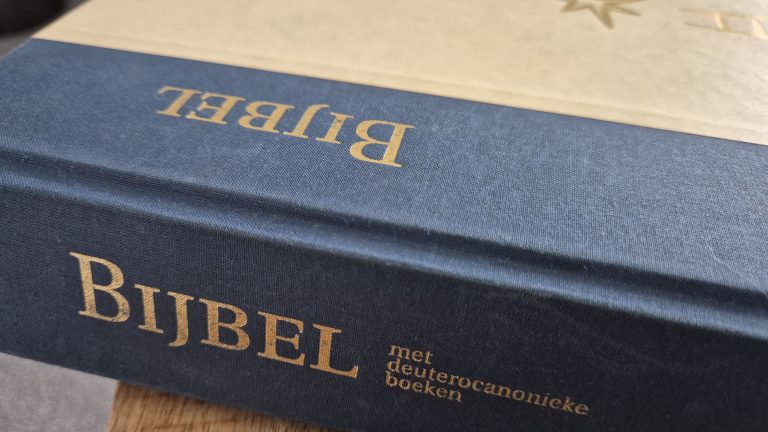 BIJBEL
BIJBEL
met
deuterocanonieke
boeken